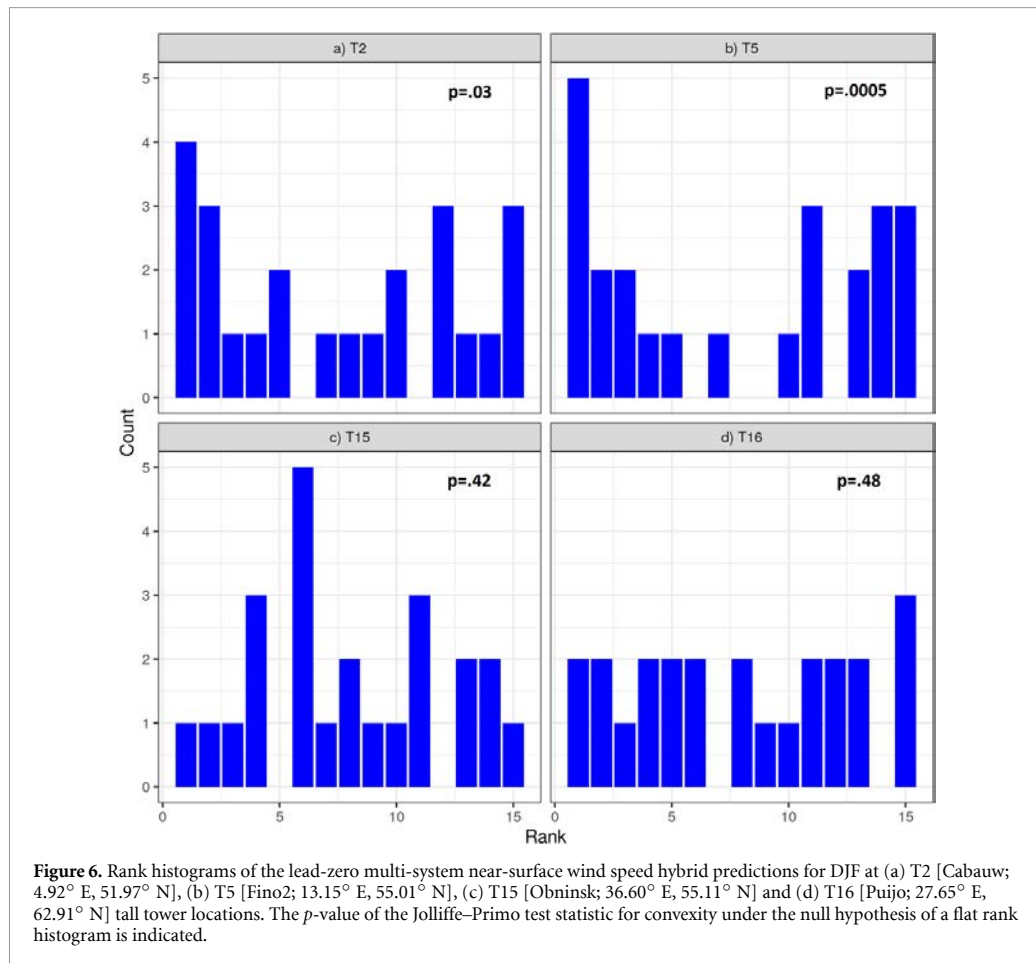 a) T2
b) T5
p=.03
p=.0005
5
4
3
2
1
0
c) T15
d) T16
p=.42
p=.48
5
4
3
2
1
0
Count
0 5 10 15 0 5 10 15
Rank
Figure 6. Rank histograms of the lead-zero multi-system near-surface wind speed hybrid predictions for DJF at (a) T2 [Cabauw;
4.92° E, 51.97° N], (b) T5 [Fino2; 13.15° E, 55.01° N], (c) T15 [Obninsk; 36.60° E, 55.11° N] and (d) T16 [Puijo; 27.65° E,
62.91° N] tall tower locations. The p-value of the Jolliffe–Primo test statistic for convexity under the null hypothesis of a flat rank
histogram is indicated.